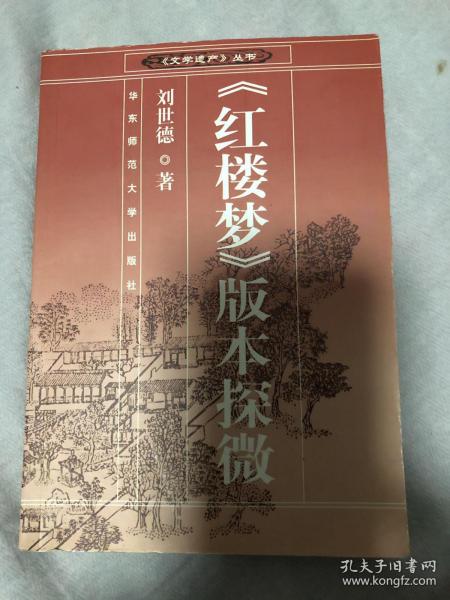 《文学遗产》丛书
《红楼梦》版本探微
刘世德◎著
华东师范大学出版社
孔夫子旧书网
www.kongfz.com